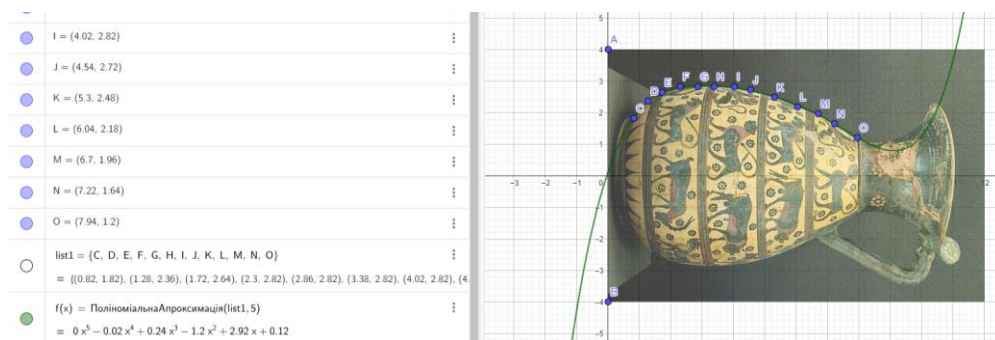 I = (4.02, 2.82)
J = (4.54, 2.72)
K = (5.3, 2.48)
L = (6.04, 2.18)
M = (6.7, 1.96)
N = (7.22, 1.64)
O = (7.94, 1.2)
list1 = {C, D, E, F, G, H, I, J, K, L, M, N, O}
= {(0.82, 1.82), (1.28, 2.36), (1.72, 2.64), (2.3, 2.82), (2.86, 2.82), (3.38, 2.82), (4.02, 2.82), (4.
f(x) = ПоліноміальнаАпроксимація(list1, 5)
= 0 x⁵ − 0.02 x⁴ + 0.24 x³ − 1.2 x² + 2.92 x + 0.12
5
A
4
3
E F G H I J
D K
C L
2 M
N
O
1
−3 −2 −1 0 2
−1
−2
−3
B
−4
−5